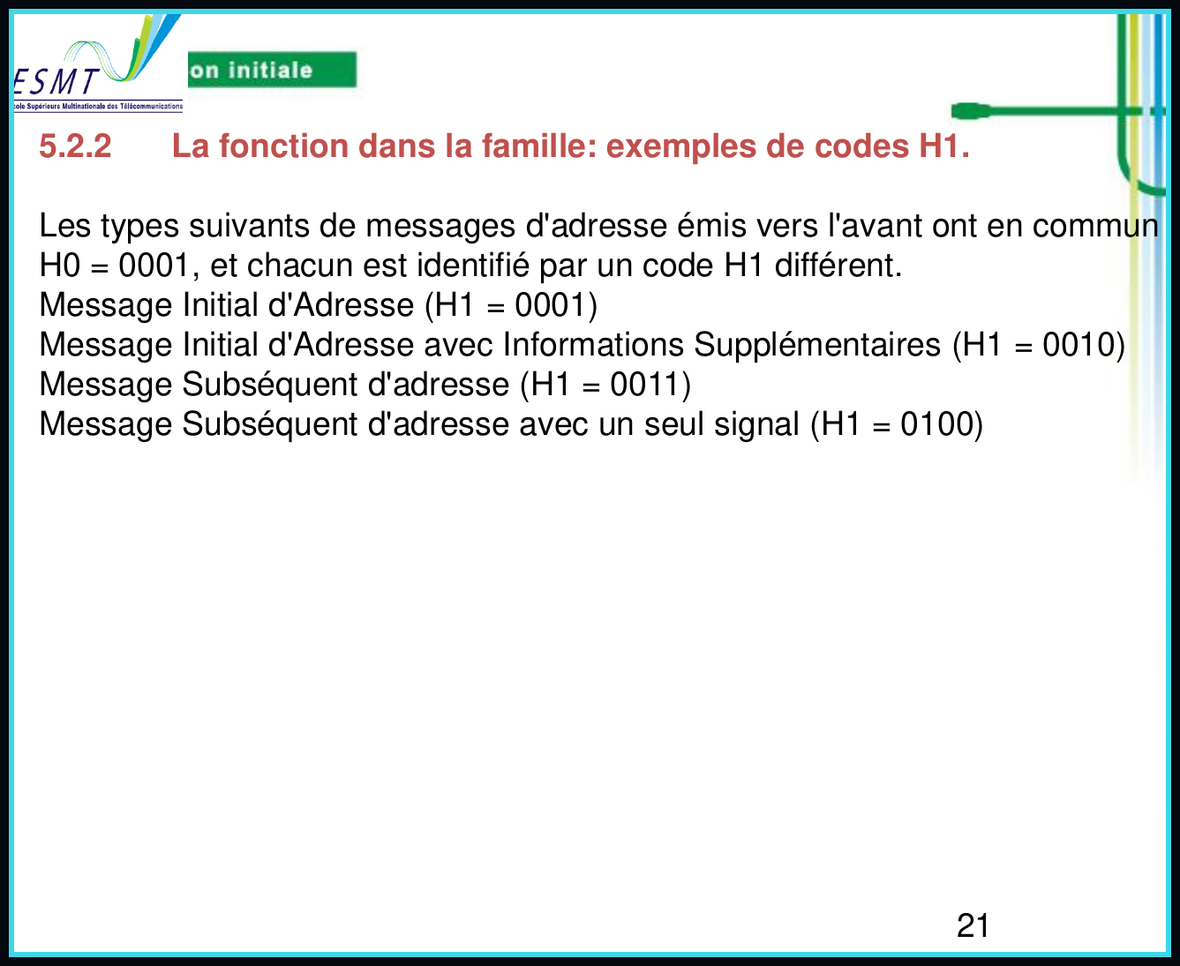 ESMT
cole Supérieure Multinationale des Télécommunications
on initiale
5.2.2 La fonction dans la famille: exemples de codes H1.
Les types suivants de messages d'adresse émis vers l'avant ont en commun
H0 = 0001, et chacun est identifié par un code H1 différent.
Message Initial d'Adresse (H1 = 0001)
Message Initial d'Adresse avec Informations Supplémentaires (H1 = 0010)
Message Subséquent d'adresse (H1 = 0011)
Message Subséquent d'adresse avec un seul signal (H1 = 0100)
21